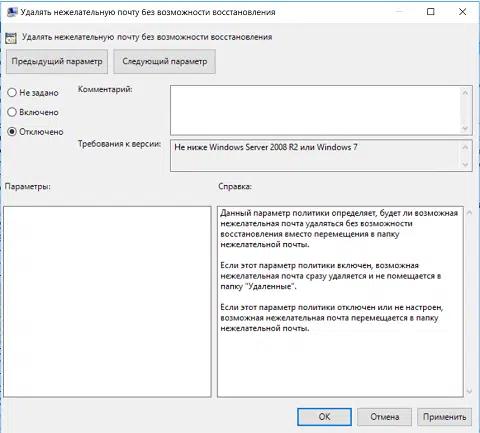 Удалять нежелательную почту без возможности восстановления
Удалять нежелательную почту без возможности восстановления
Предыдущий параметр
Следующий параметр
Не задано
Комментарий:
Включено
Отключено
Требования к версии:
Не ниже Windows Server 2008 R2 или Windows 7
Параметры:
Справка:
Данный параметр политики определяет, будет ли возможная
нежелательная почта удаляться без возможности
восстановления вместо перемещения в папку
нежелательной почты.
Если этот параметр политики включен, возможная
нежелательная почта сразу удаляется и не помещается в
папку "Удаленные".
Если этот параметр политики отключен или не настроен,
возможная нежелательная почта перемещается в папку
нежелательной почты.
ОК
Отмена
Применить